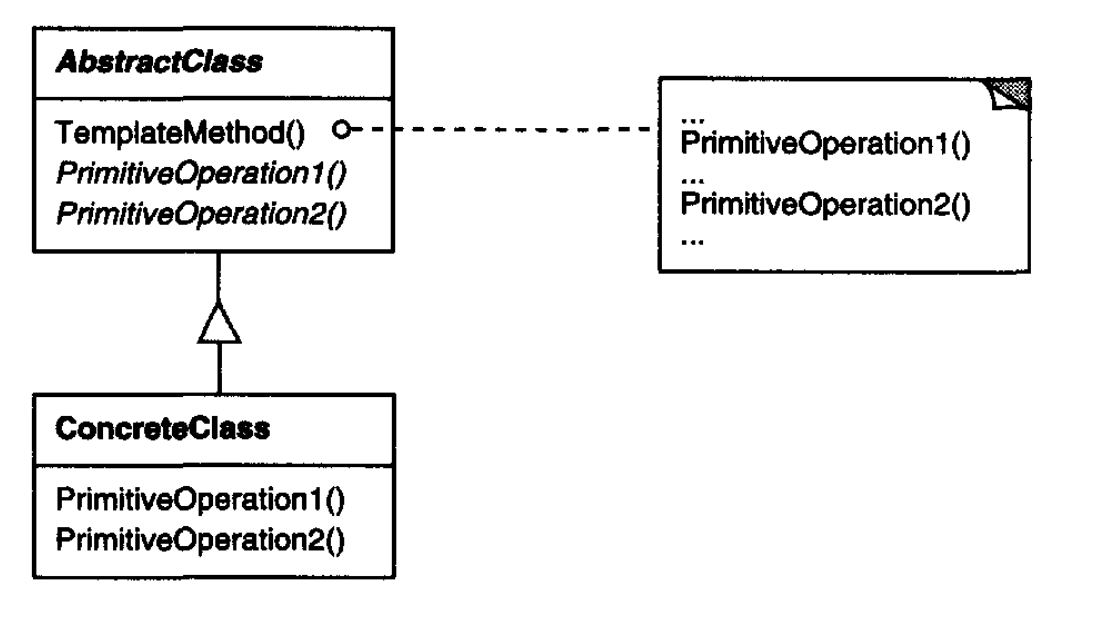 AbstractClass
TemplateMethod()
PrimitiveOperation1()
PrimitiveOperation2()
...
PrimitiveOperation1()
...
PrimitiveOperation2()
...
ConcreteClass
PrimitiveOperation1()
PrimitiveOperation2()